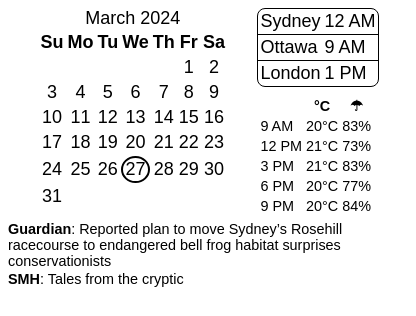 March 2024
Su Mo Tu We Th Fr Sa
1 2
3 4 5 6 7 8 9
10 11 12 13 14 15 16
17 18 19 20 21 22 23
24 25 26 27 28 29 30
31
Sydney 12 AM
Ottawa 9 AM
London 1 PM
°C ☂
9 AM 20°C 83%
12 PM 21°C 73%
3 PM 21°C 83%
6 PM 20°C 77%
9 PM 20°C 84%
Guardian: Reported plan to move Sydney's Rosehill
racecourse to endangered bell frog habitat surprises
conservationists
SMH: Tales from the cryptic